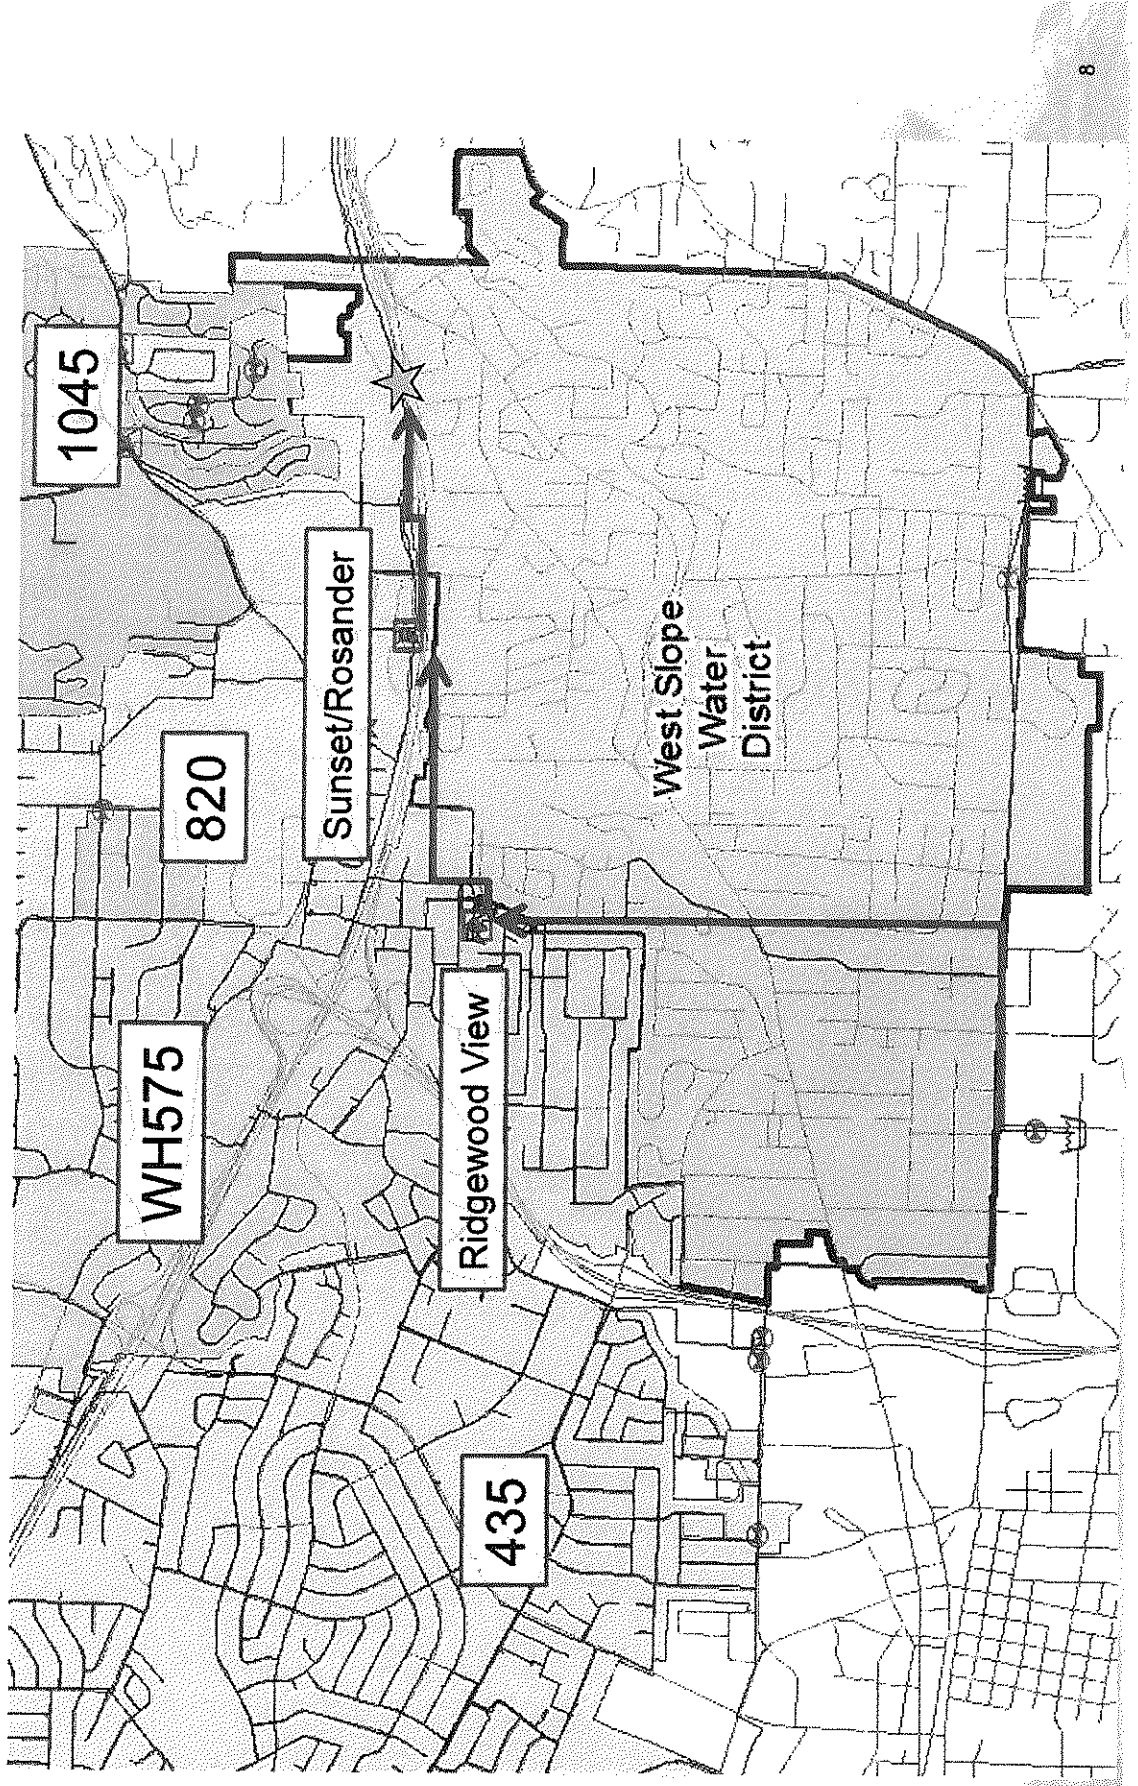 WH575
820
1045
Sunset/Rosander
Ridgewood View
435
West Slope
Water
District
8